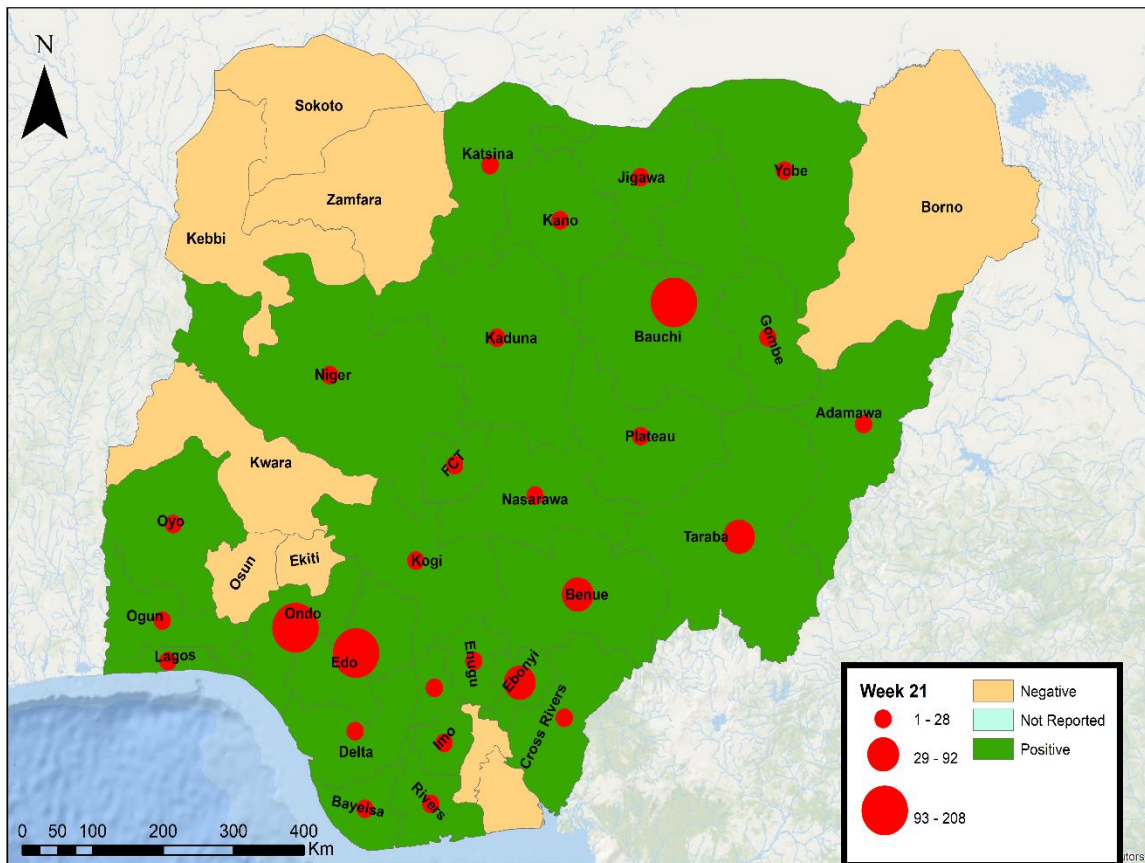 N
Sokoto
Katsina
Jigawa
Yobe
Zamfara
Borno
Kano
Kebbi
Bauchi
Gombe
Kaduna
Niger
Adamawa
Plateau
Kwara
FCT
Nasarawa
Oyo
Taraba
Osun
Ekiti
Kogi
Benue
Ogun
Ondo
Lagos
Edo
Enugu
Ebonyi
Cross Rivers
Delta
Imo
Bayelsa
Rivers
Week 21
1 - 28
29 - 92
93 - 208
Negative
Not Reported
Positive
0 50 100 200 300 400
Km
utors